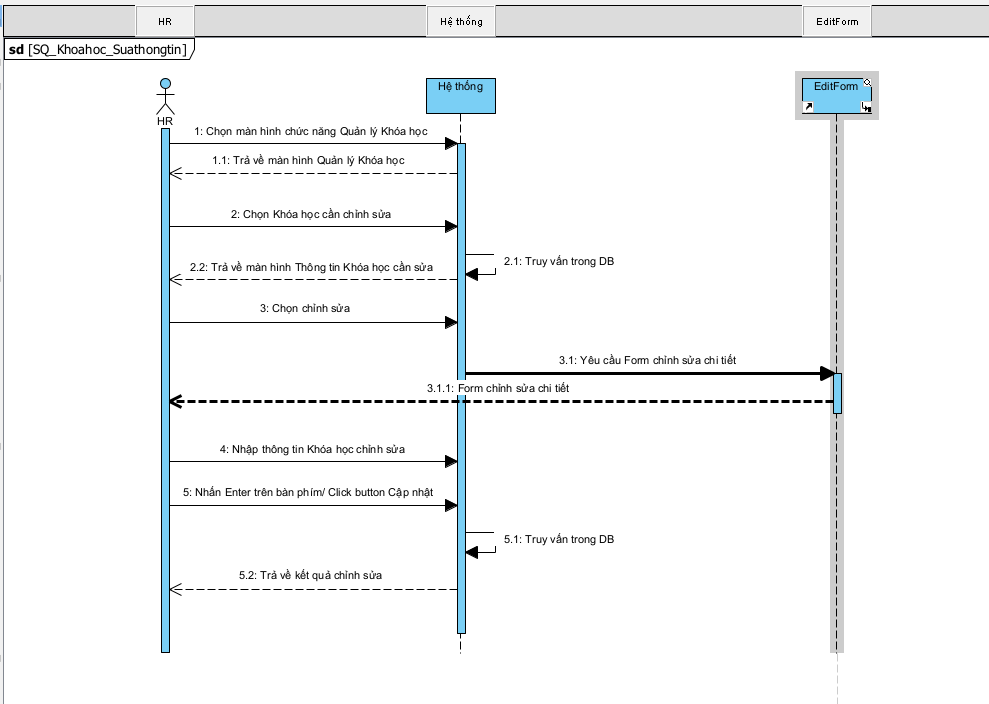 HR
Hệ thống
EditForm
sd [SQ_Khoahoc_Suathongtin]
Hệ thống
EditForm
HR
1: Chọn màn hình chức năng Quản lý Khóa học
1.1: Trả về màn hình Quản lý Khóa học
2: Chọn Khóa học cần chỉnh sửa
2.1: Truy vấn trong DB
2.2: Trả về màn hình Thông tin Khóa học cần sửa
3: Chọn chỉnh sửa
3.1: Yêu cầu Form chỉnh sửa chi tiết
3.1.1: Form chỉnh sửa chi tiết
4: Nhập thông tin Khóa học chỉnh sửa
5: Nhấn Enter trên bàn phím/ Click button Cập nhật
5.1: Truy vấn trong DB
5.2: Trả về kết quả chỉnh sửa